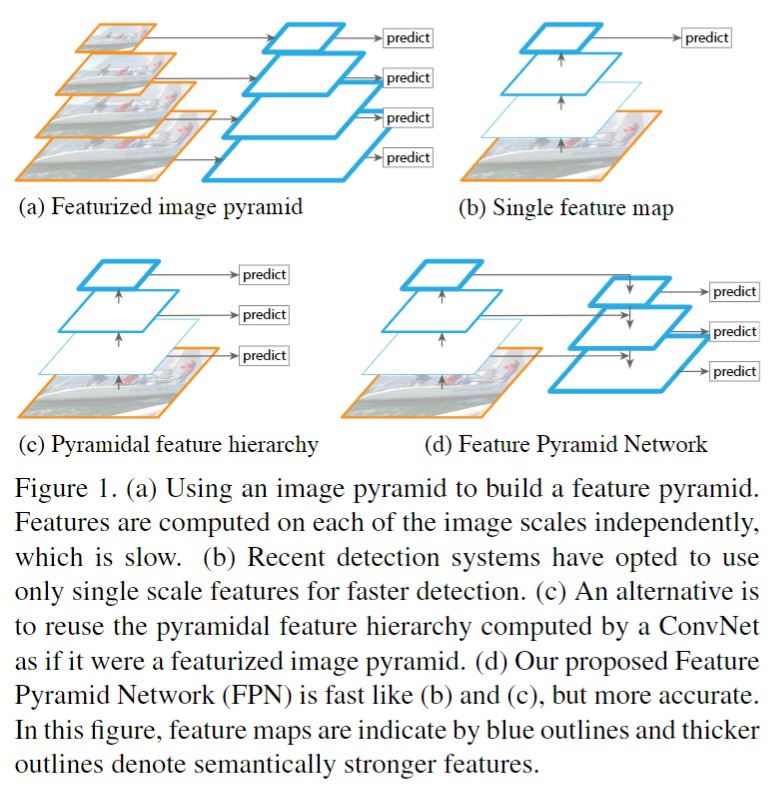 predict
predict
predict
predict
predict
(a) Featurized image pyramid
(b) Single feature map
predict
predict
predict
predict
predict
predict
(c) Pyramidal feature hierarchy
(d) Feature Pyramid Network
Figure 1. (a) Using an image pyramid to build a feature pyramid.
Features are computed on each of the image scales independently,
which is slow. (b) Recent detection systems have opted to use
only single scale features for faster detection. (c) An alternative is
to reuse the pyramidal feature hierarchy computed by a ConvNet
as if it were a featurized image pyramid. (d) Our proposed Feature
Pyramid Network (FPN) is fast like (b) and (c), but more accurate.
In this figure, feature maps are indicate by blue outlines and thicker
outlines denote semantically stronger features.